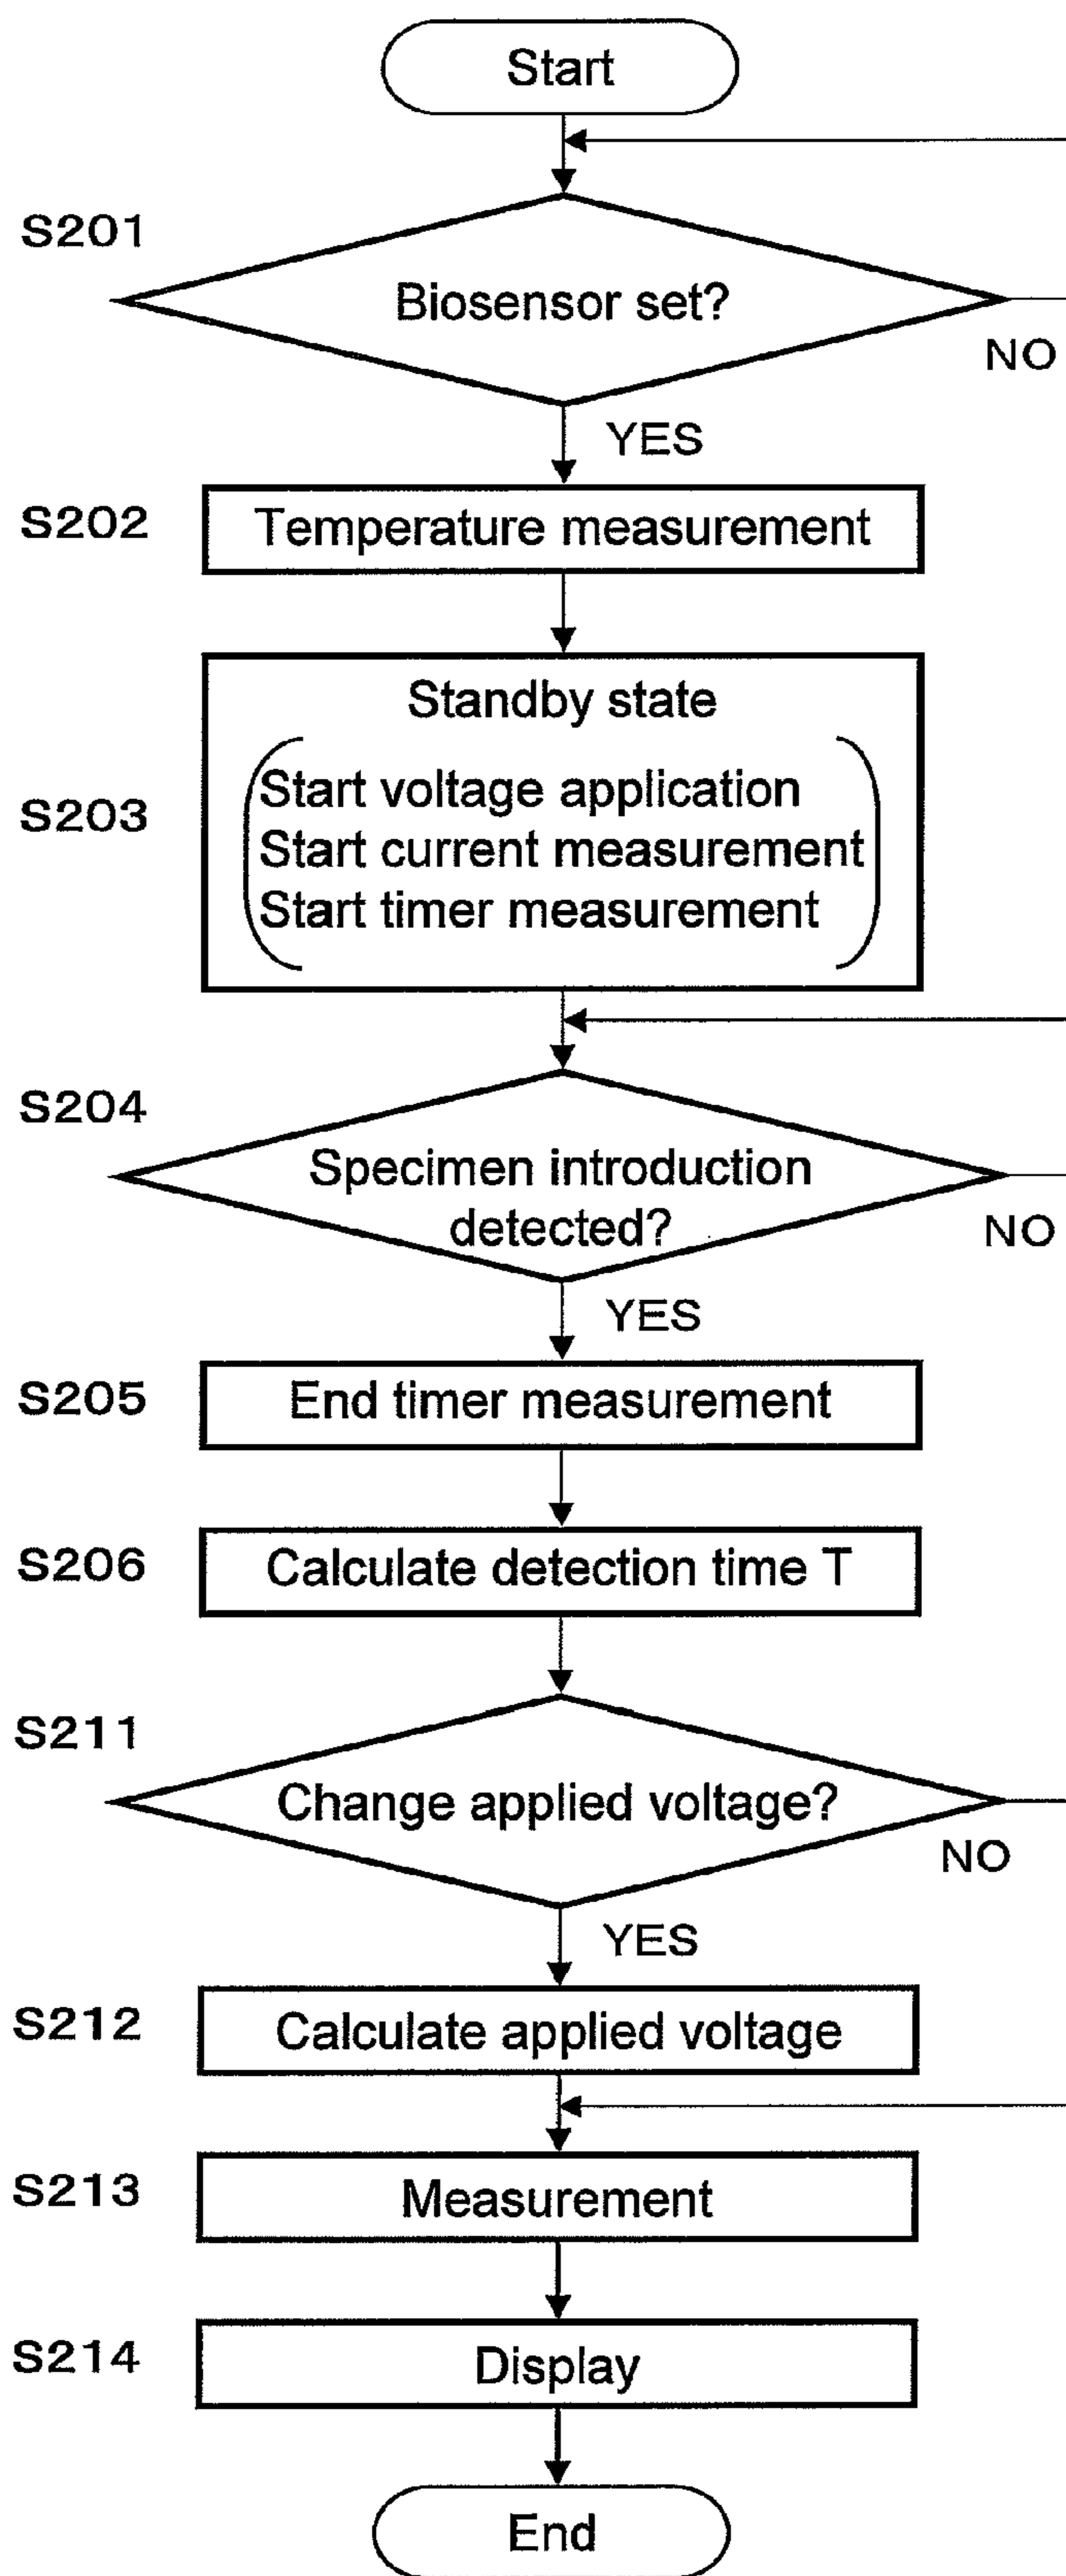 Start
S201
Biosensor set?
NO
YES
S202
Temperature measurement
Standby state
S203
Start voltage application
Start current measurement
Start timer measurement
S204
Specimen introduction
detected?
NO
YES
S205
End timer measurement
S206
Calculate detection time T
S211
Change applied voltage?
NO
YES
S212
Calculate applied voltage
S213
Measurement
S214
Display
End